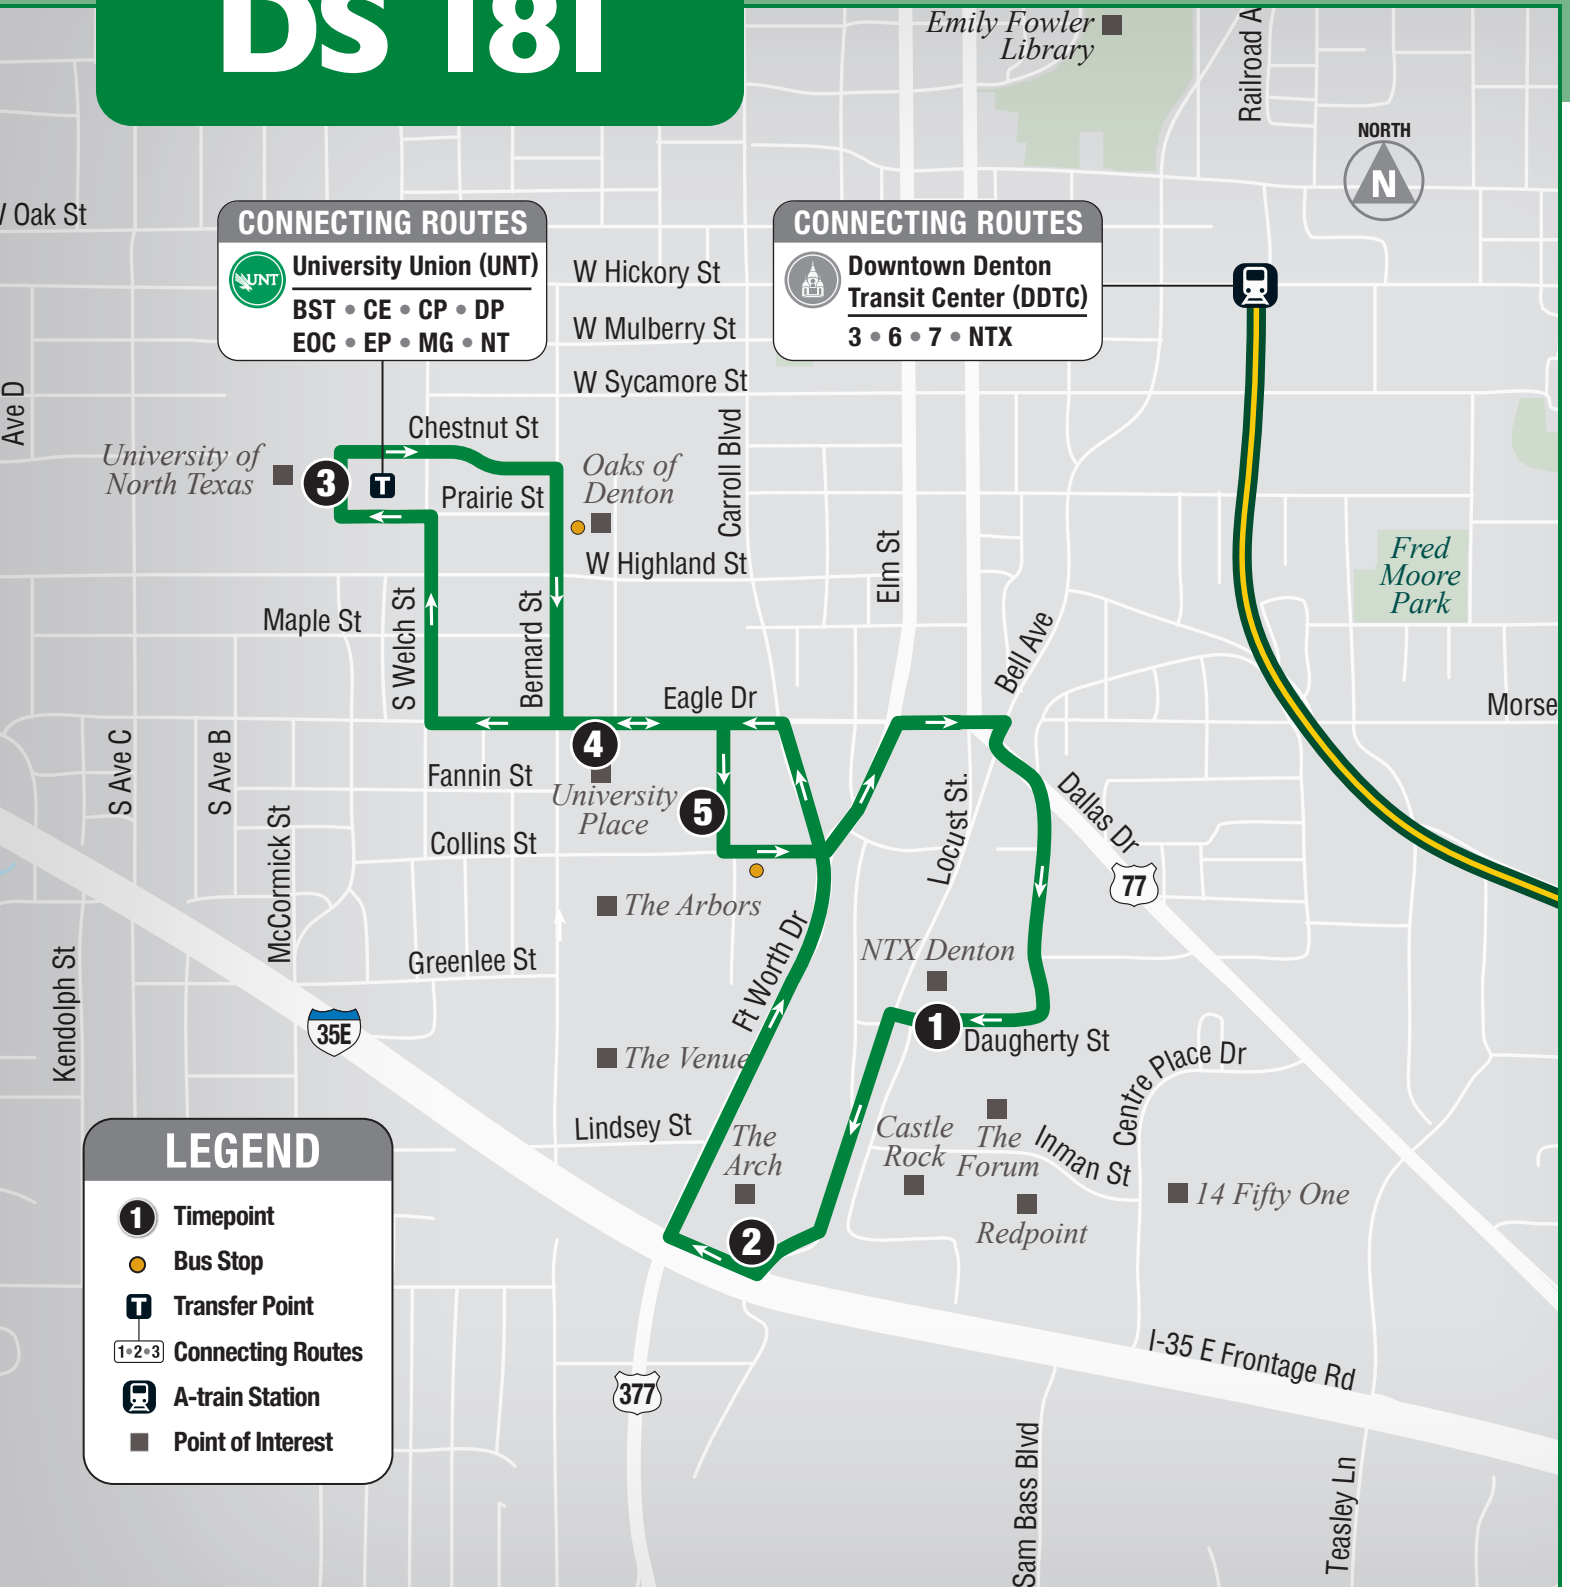 DS 181
Emily Fowler
Library
Railroad A
NORTH
N
Oak St
CONNECTING ROUTES
UNT
University Union (UNT)
BST • CE • CP • DP
EOC • EP • MG • NT
W Hickory St
W Mulberry St
W Sycamore St
CONNECTING ROUTES
Downtown Denton
Transit Center (DDTC)
3 • 6 • 7 • NTX
Ave D
Chestnut St
University of
North Texas
3
T
Prairie St
Oaks of
Denton
Carroll Blvd
W Highland St
Elm St
Fred
Moore
Park
Maple St
S Welch St
Bernard St
Bell Ave
Eagle Dr
Morse
S Ave C
S Ave B
4
Fannin St
University
Place
5
Collins St
McCormick St
Locust St.
Dallas Dr
77
The Arbors
Ft Worth Dr
NTX Denton
Greenlee St
Kendolph St
35E
1
Daugherty St
The Venue
Centre Place Dr
Lindsey St
The
Arch
Castle
Rock
The
Forum
Inman St
14 Fifty One
Redpoint
2
LEGEND
1 Timepoint
Bus Stop
T Transfer Point
1•2•3 Connecting Routes
A-train Station
Point of Interest
I-35 E Frontage Rd
377
Sam Bass Blvd
Teasley Ln